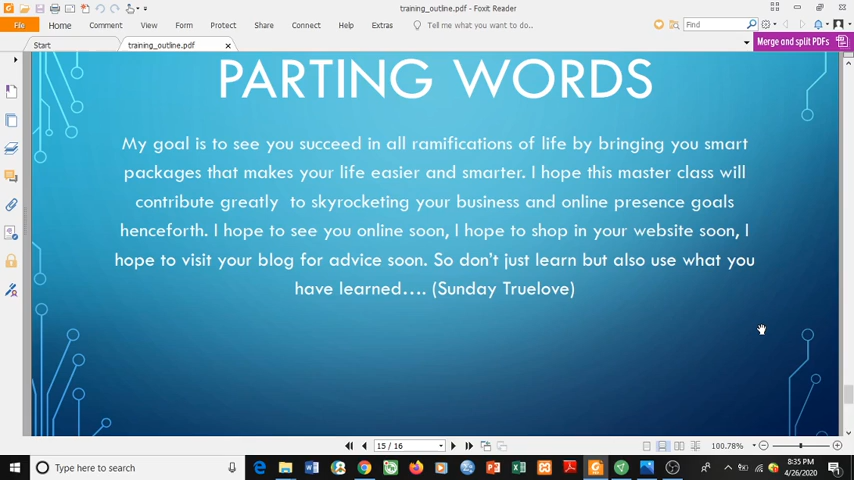 training_outline.pdf - Foxit Reader
File Home Comment View Form Protect Share Connect Help Extras Tell me what you want to do... Find
Start training_outline.pdf Merge and split PDFs
PARTING WORDS
My goal is to see you succeed in all ramifications of life by bringing you smart
packages that makes your life easier and smarter. I hope this master class will
contribute greatly to skyrocketing your business and online presence goals
henceforth. I hope to see you online soon, I hope to shop in your website soon, I
hope to visit your blog for advice soon. So don't just learn but also use what you
have learned.... (Sunday Truelove)
15 / 16 100.78%
Type here to search
8:35 PM
4/26/2020